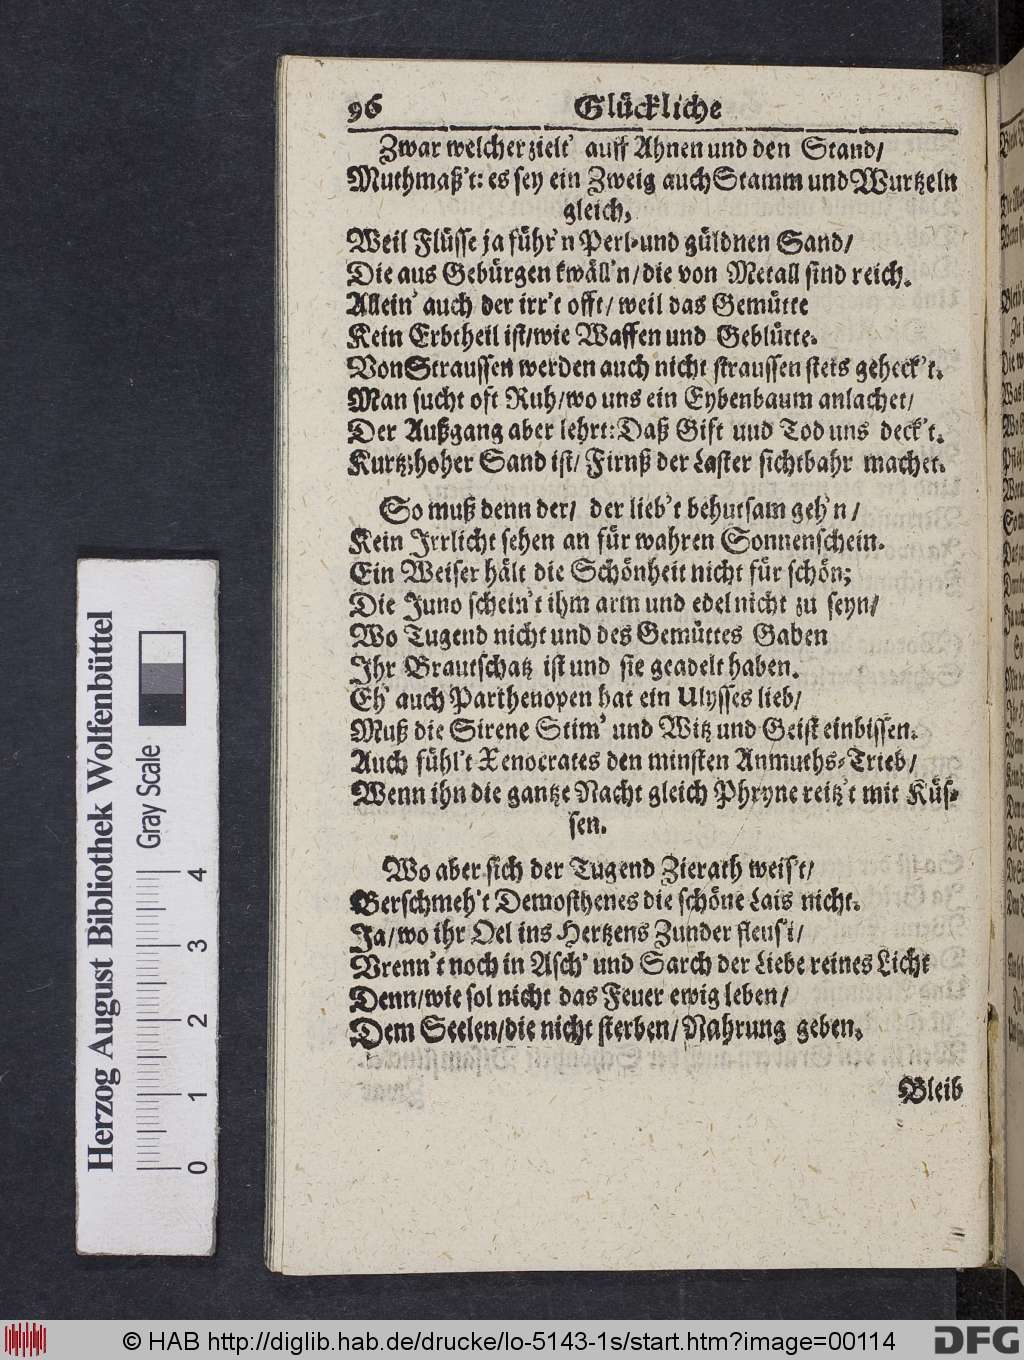 96 Glückliche
Zwar welcher zielt’ auff Ahnen und den Stand/
Muthmaß’t: es sey ein Zweig auch Stamm und Wurtzeln
gleich,
Weil Flüsse ja führ’n Perl-und güldnen Sand/
Die aus Gebürgen kwäll’n/die von Metall sind reich.
Allein’ auch der irr’t offt/ weil das Gemütte
Kein Erbtheil ist/wie Waffen und Geblütte.
Von Straussen werden auch nicht straussen stets geheck’t.
Man sucht oft Ruh/wo uns ein Eybenbaum anlachet/
Der Außgang aber lehrt: Daß Gift und Tod uns deck’t.
Kurtz: hoher Sand ist/ Firnß der Laster sichtbahr machet.
So muß denn der/ der lieb’t behutsam geh’n/
Kein Irrlicht sehen an für wahren Sonnenschein.
Ein Weiser hält die Schönheit nicht für schön;
Die Juno schein’t ihm arm und edel nicht zu seyn/
Wo Tugend nicht und des Gemüttes Gaben
Ihr Brautschatz ist und sie geadelt haben.
Eh’ auch Parthenopen hat ein Ulysses lieb/
Muß die Sirene Stim’ und Witz und Geist einbissen.
Auch fühl’t Xenocrates den minsten Anmuths-Trieb/
Wenn ihn die gantze Nacht gleich Phryne reitz’t mit Küs-
sen.
Wo aber sich der Tugend Zierath weis’t/
Verschmeh’t Demosthenes die schöne Lais nicht.
Ja/wo ihr Oel ins Hertzens Zunder fleus’t/
Brenn’t noch in Asch’ und Sarch der Liebe reines Licht
Denn/wie sol nicht das Feuer ewig leben/
Dem Seelen/die nicht sterben/ Nahrung geben.
Bleib
Herzog August Bibliothek Wolfenbüttel
Gray Scale
0 1 2 3 4
© HAB http://diglib.hab.de/drucke/lo-5143-1s/start.htm?image=00114
DFG